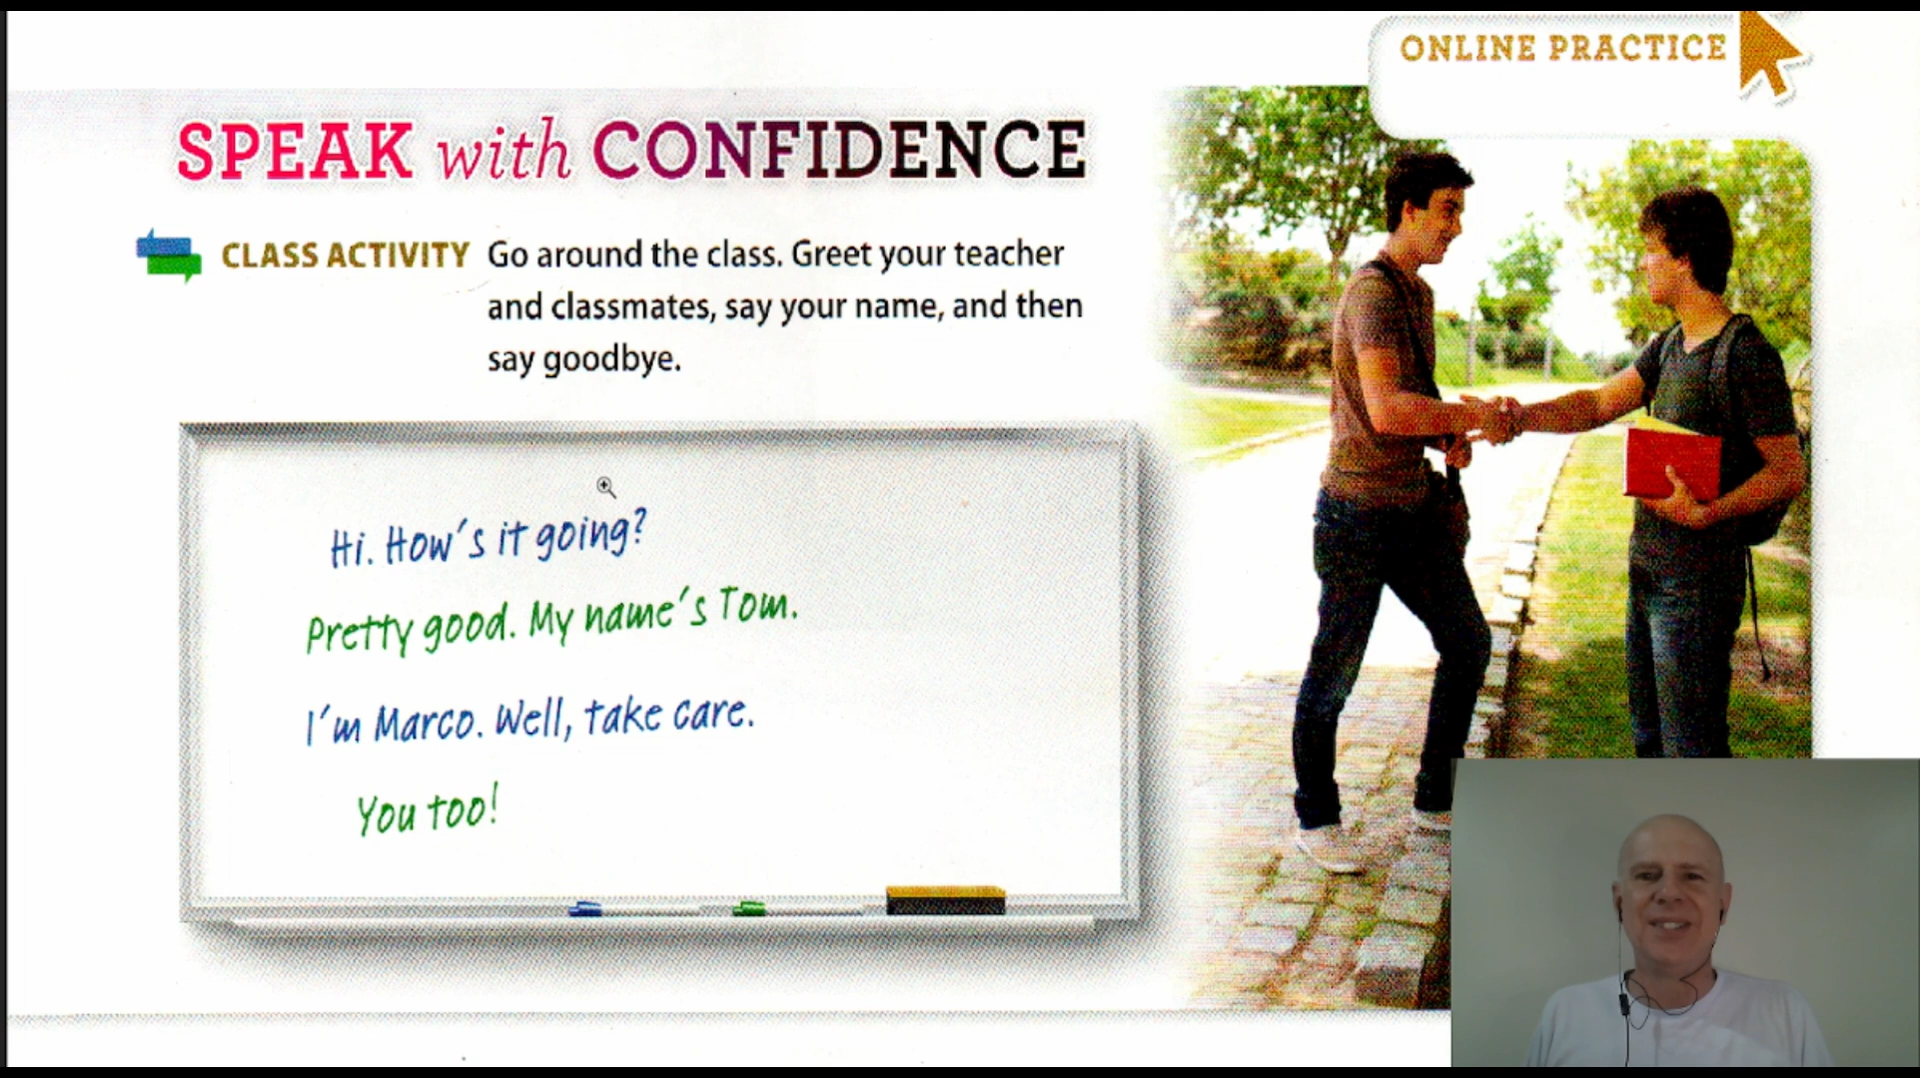 ONLINE PRACTICE
SPEAK with CONFIDENCE
CLASS ACTIVITY Go around the class. Greet your teacher
and classmates, say your name, and then
say goodbye.
Hi. How's it going?
Pretty good. My name's Tom.
I'm Marco. Well, take care.
You too!